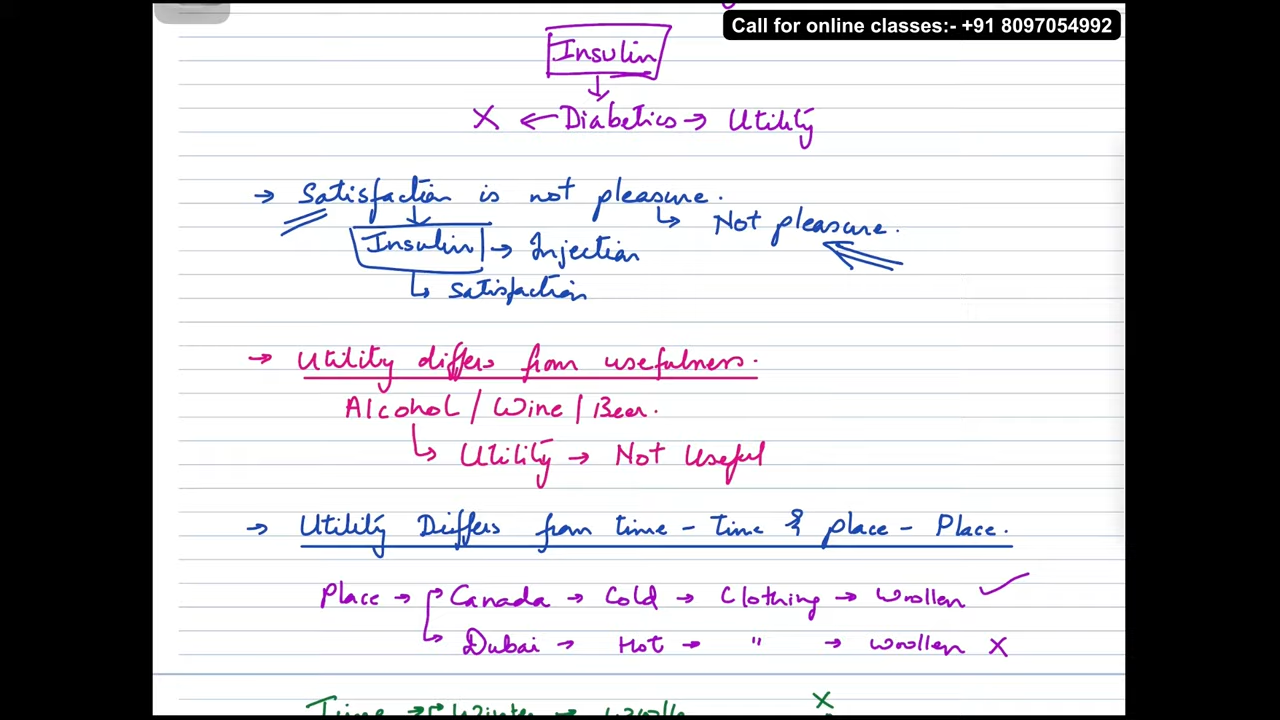 Call for online classes:- +91 8097054992
Insulin
X ← Diabetics → Utility
→ Satisfaction is not pleasure.
↳ Not pleasure.
Insulin → Injection
↳ satisfaction
→ Utility differs from usefulness.
Alcohol / Wine / Beer.
↳ Utility → Not Useful
→ Utility Differs from time - Time & place - Place.
Place → Canada → Cold → Clothing → Woollen ✓
↳ Dubai → Hot → " → woollen X
Time → Winter →
X